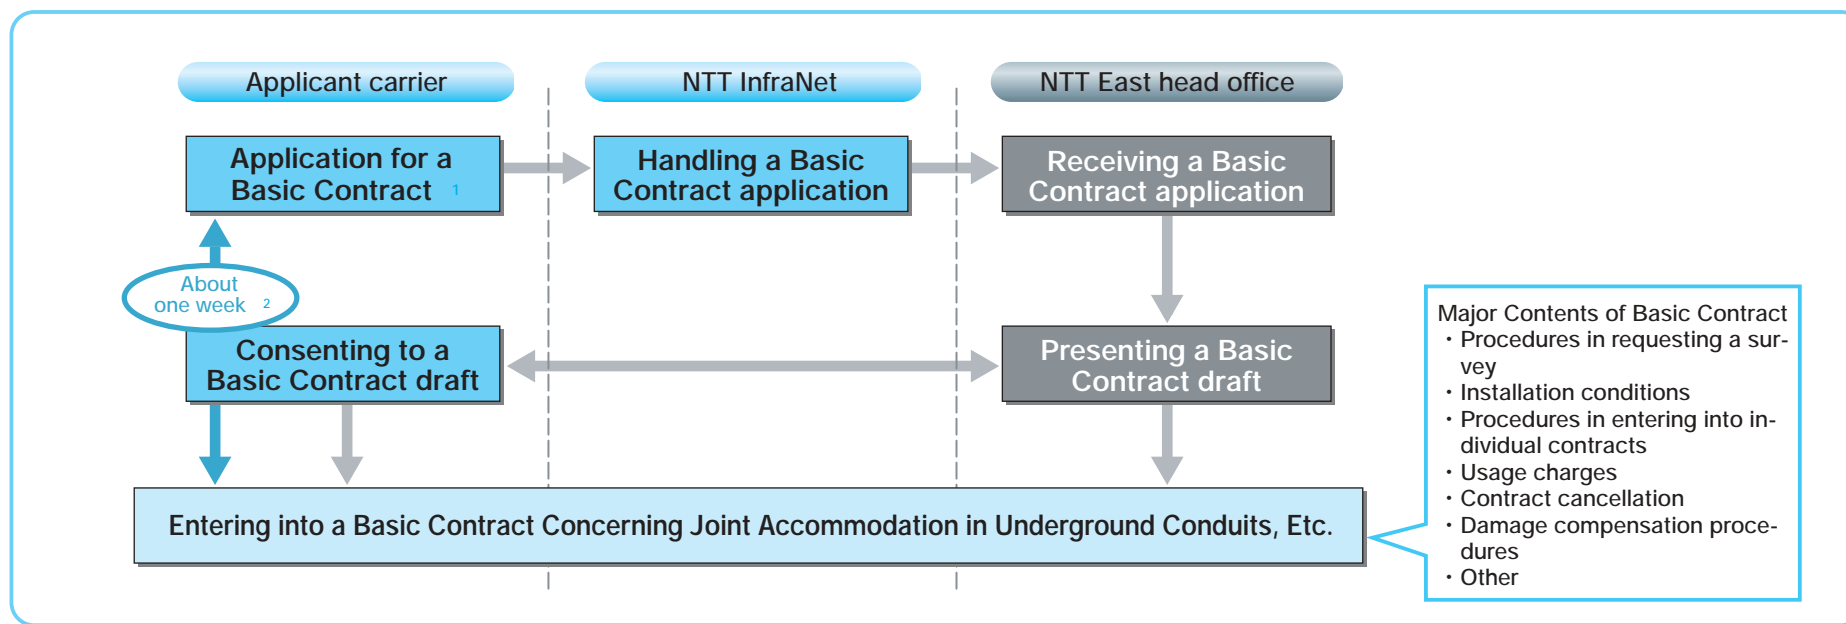 Applicant carrier
NTT InfraNet
NTT East head office
Application for a
Basic Contract 1
Handling a Basic
Contract application
Receiving a Basic
Contract application
About
one week 2
Consenting to a
Basic Contract draft
Presenting a Basic
Contract draft
Entering into a Basic Contract Concerning Joint Accommodation in Underground Conduits, Etc.
Major Contents of Basic Contract
・Procedures in requesting a sur-
vey
・Installation conditions
・Procedures in entering into in-
dividual contracts
・Usage charges
・Contract cancellation
・Damage compensation proce-
dures
・Other